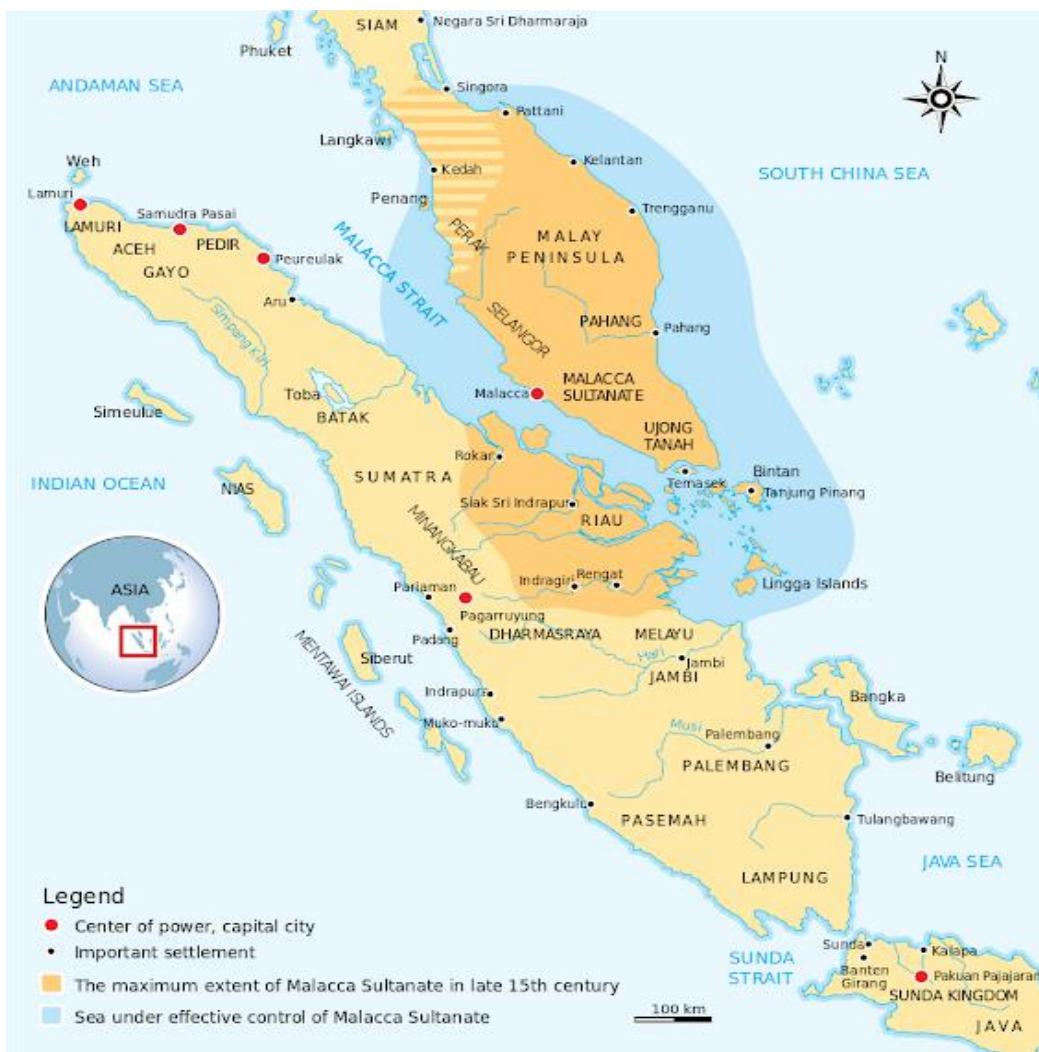 SIAM
Negara Sri Dharmaraja
Phuket
ANDAMAN SEA
Singora
Pattani
N
Langkawi
Kedah
Kelantan
SOUTH CHINA SEA
Weh
Lamuri
Penang
Trengganu
Samudra Pasai
LAMURI
ACEH
PEDIR
GAYO
Peureulak
MALACCA STRAIT
PERAK
MALAY
PENINSULA
Aru
Simpang Kiri
SELANGOR
PAHANG
Pahang
Toba
BATAK
Malacca
MALACCA
SULTANATE
Simeulue
UJONG
TANAH
Rokan
SUMATRA
Temasek
Bintan
Tanjung Pinang
INDIAN OCEAN
NIAS
Siak Sri Indrapura
RIAU
MINANGKABAU
ASIA
Pariaman
Indragiri
Rengat
Lingga Islands
Pagarruyung
Padang
DHARMASRAYA
MELAYU
Hari
Jambi
JAMBI
Siberut
MENTAWAI ISLANDS
Indrapura
Muko-muko
Bangka
Musi
Palembang
PALEMBANG
Belitung
Bengkulu
PASEMAH
Tulangbawang
JAVA SEA
LAMPUNG
Legend
Center of power, capital city
Important settlement
The maximum extent of Malacca Sultanate in late 15th century
Sea under effective control of Malacca Sultanate
100 km
SUNDA
STRAIT
Sunda
Kalapa
Banten
Girang
Pakuan Pajajaran
SUNDA KINGDOM
JAVA